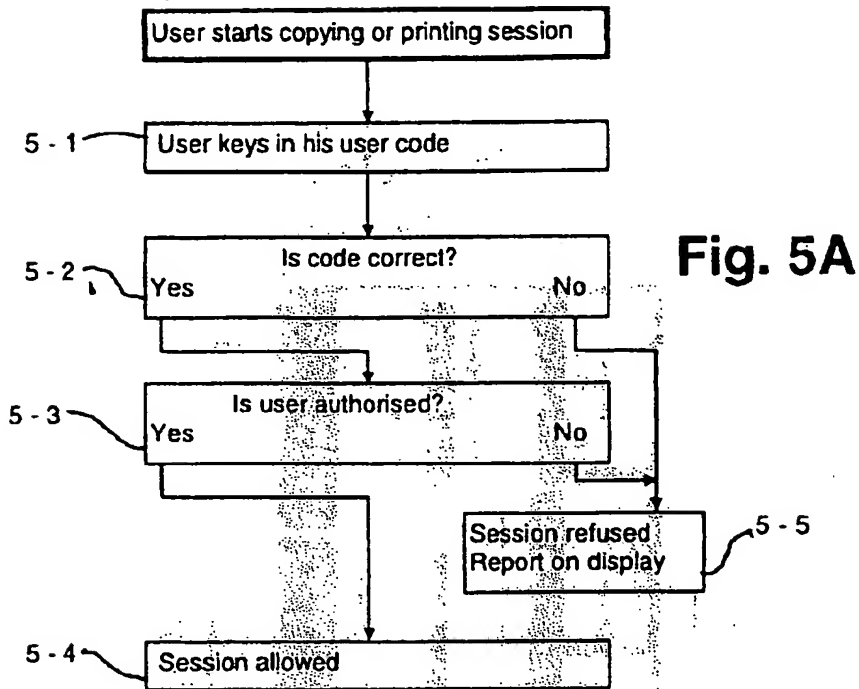 User starts copying or printing session
5 - 1
User keys in his user code
5 - 2
Is code correct?
Yes
No
Fig. 5A
5 - 3
Is user authorised?
Yes
No
Session refused
Report on display
5 - 5
5 - 4
Session allowed